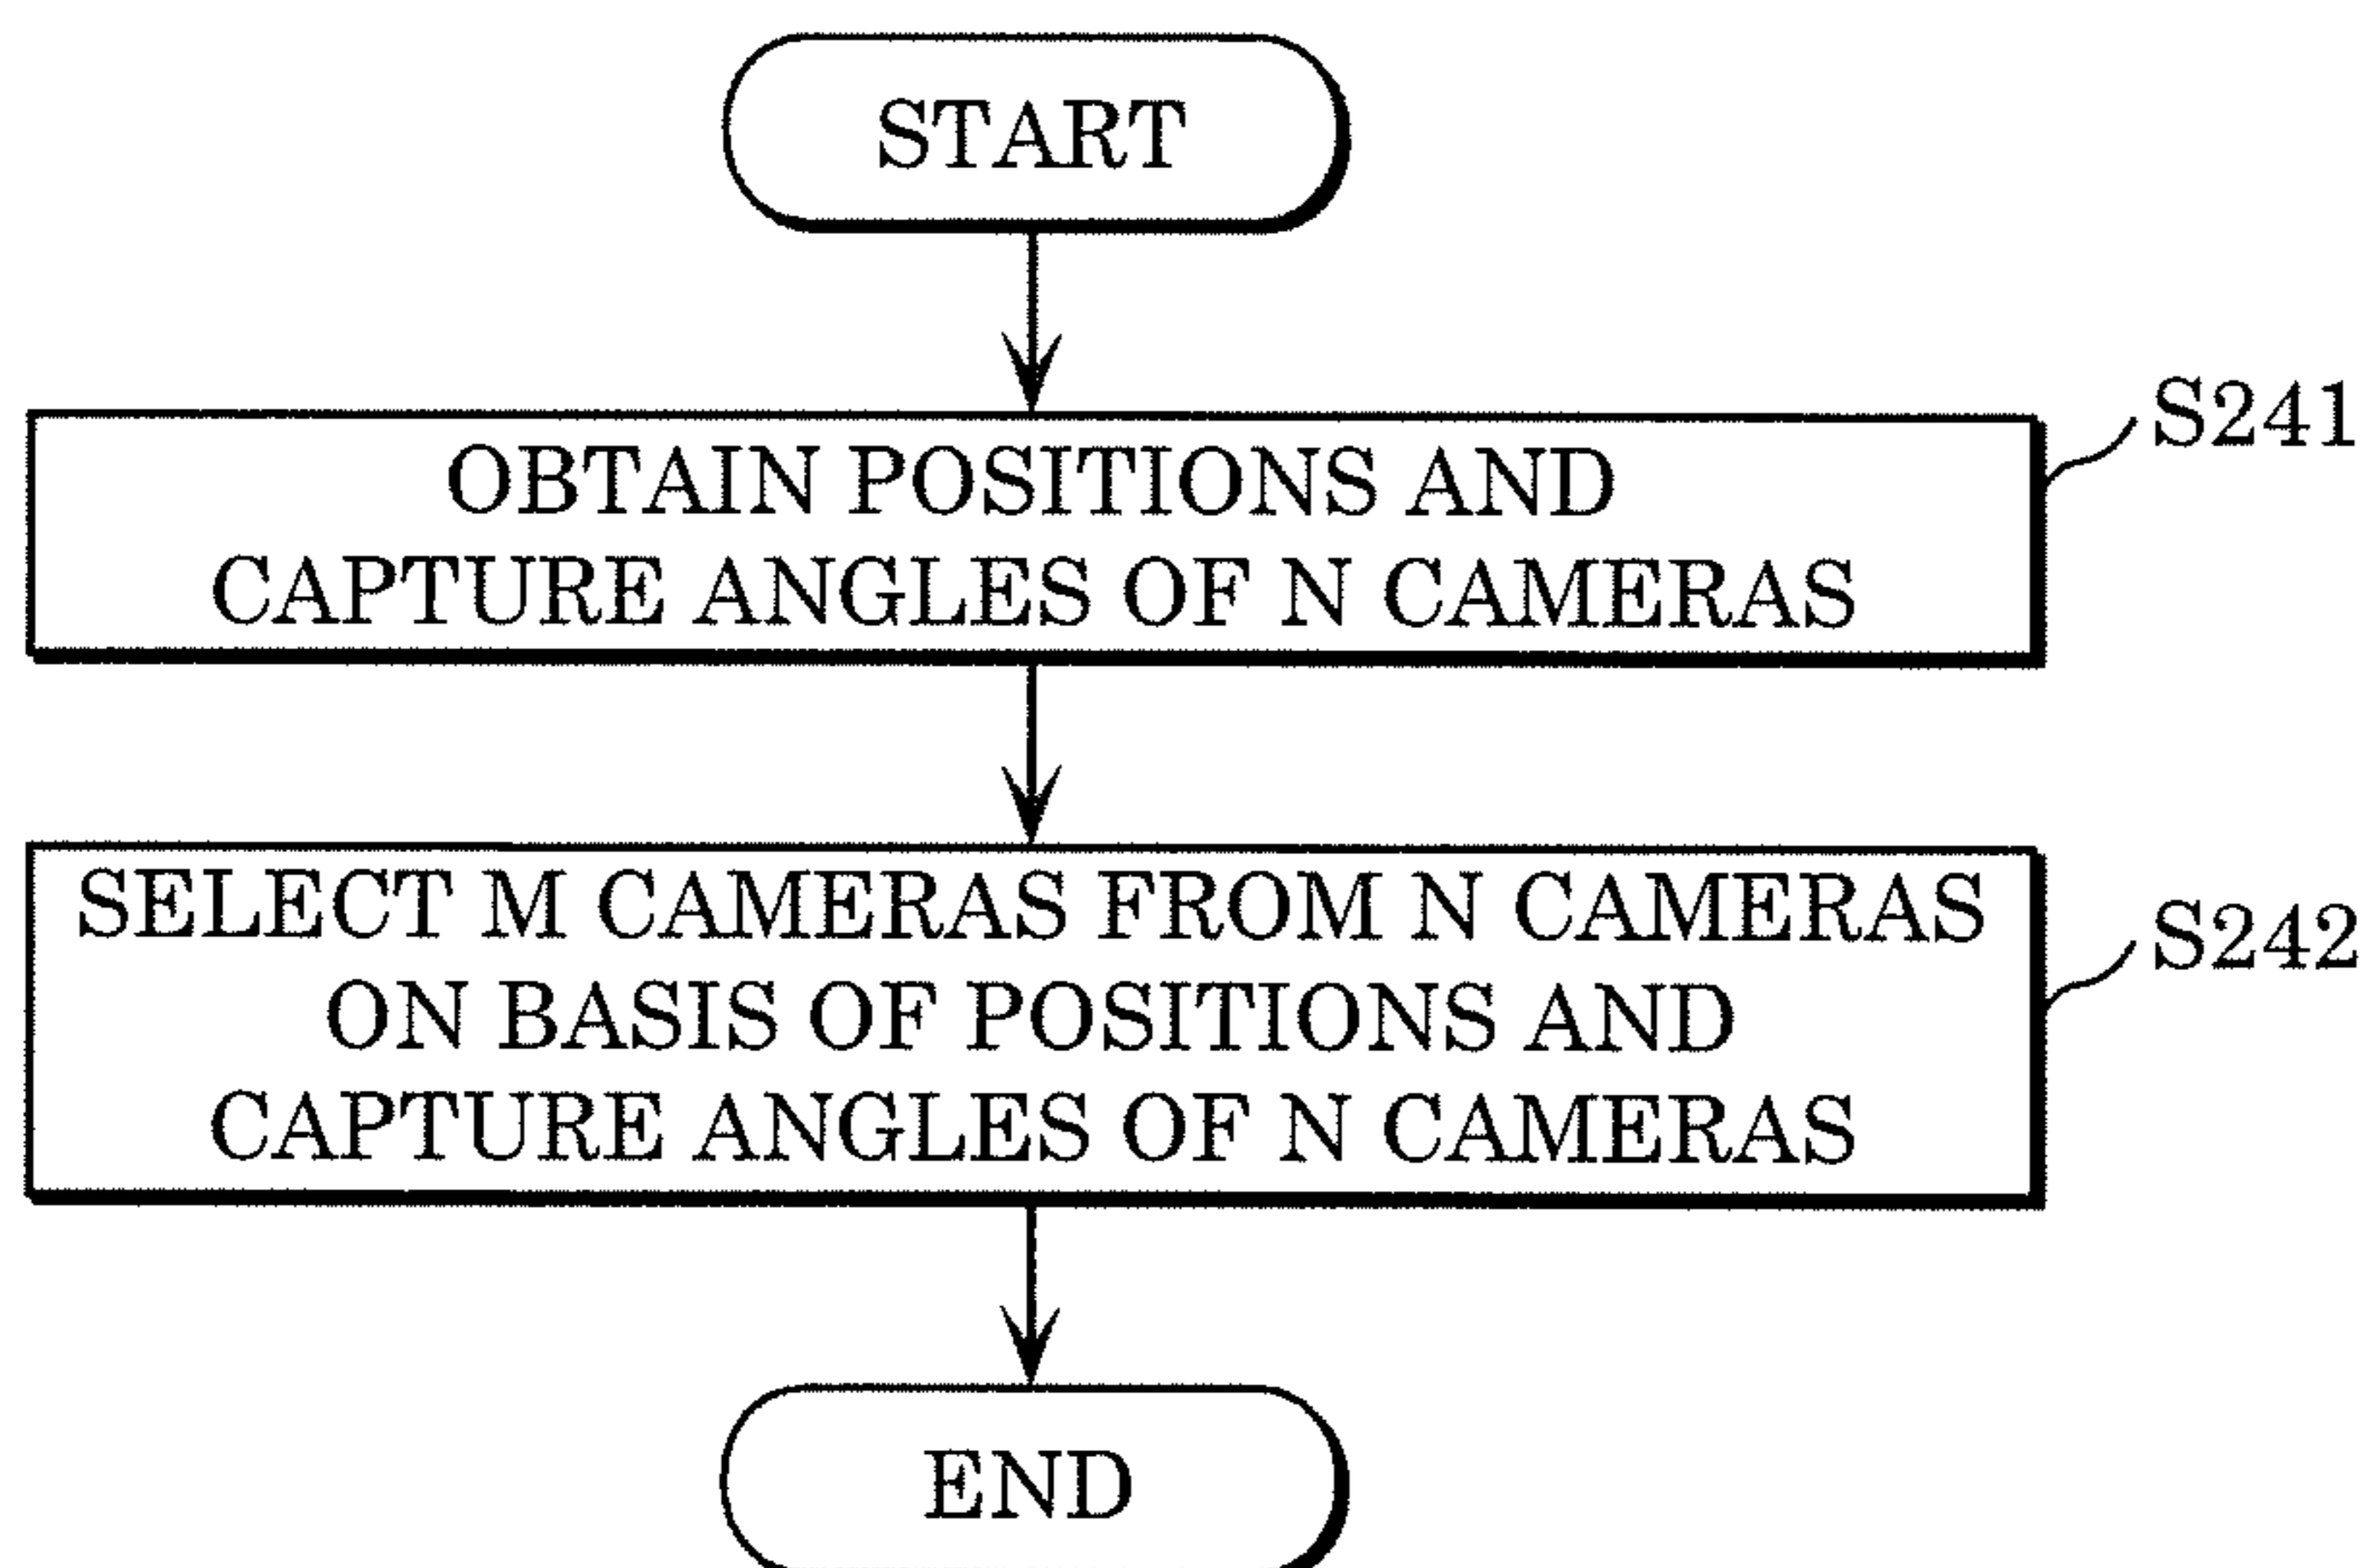 START
S241
OBTAIN POSITIONS AND
CAPTURE ANGLES OF N CAMERAS
SELECT M CAMERAS FROM N CAMERAS
S242
ON BASIS OF POSITIONS AND
CAPTURE ANGLES OF N CAMERAS
END